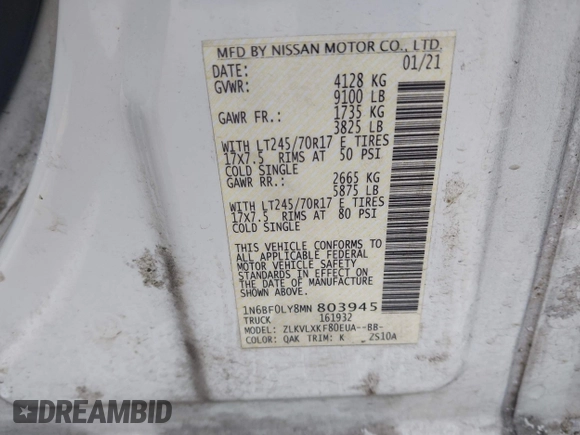 MFD BY NISSAN MOTOR CO., LTD.
DATE: 01/21
GVWR: 4128 KG
9100 LB
GAWR FR.: 1735 KG
3825 LB
WITH LT245/70R17 E TIRES
17X7.5 RIMS AT 50 PSI
COLD SINGLE
GAWR RR.: 2665 KG
5875 LB
WITH LT245/70R17 E TIRES
17X7.5 RIMS AT 80 PSI
COLD SINGLE
THIS VEHICLE CONFORMS TO
ALL APPLICABLE FEDERAL
MOTOR VEHICLE SAFETY
STANDARDS IN EFFECT ON
THE DATE OF MANUFACTURE
SHOWN ABOVE.
1N6BF0LY8MN 803945
TRUCK 161932
MODEL: ZLKVLXKF80EUA--BB-
COLOR: QAK TRIM: K _ZS10A
DREAMBID